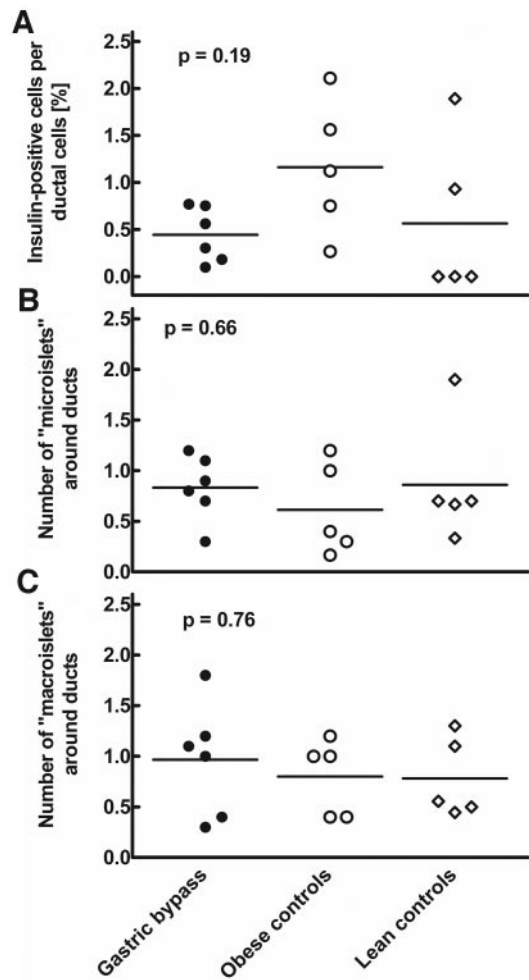 A
Insulin-positive cells per
ductal cells [%]
2.5
2.0
1.5
1.0
0.5
0.0
p = 0.19
B
Number of "microislets"
around ducts
2.5
2.0
1.0
0.5
0.0
p = 0.66
C
Number of "macroislets"
around ducts
2.5
2.0
1.5
1.0
0.5
0.0
p = 0.76
Gastric bypass
Obese controls
Lean controls